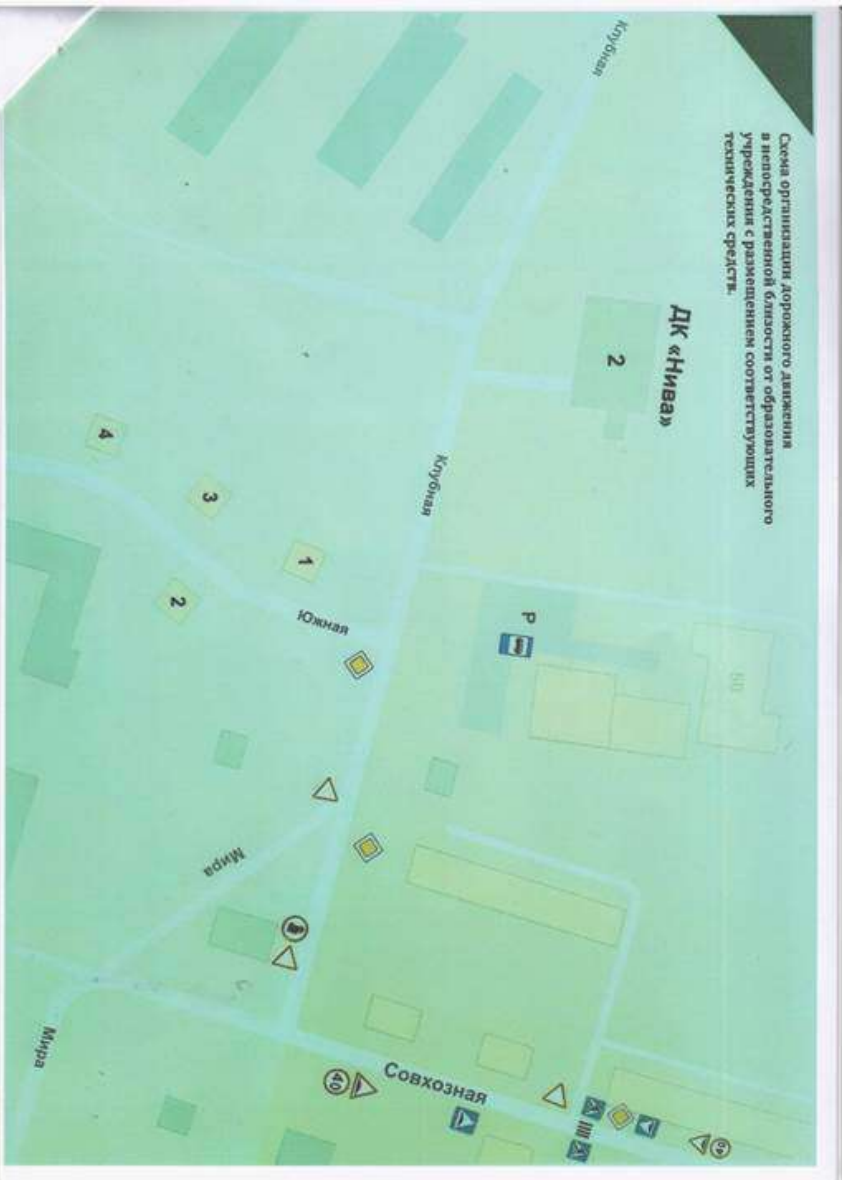 Схема организации дорожного движения
в непосредственной близости от образовательного
учреждения с размещением соответствующих
технических средств.
Клубная
ДК «Нива»
2
Клубная
4
3
1
2
Южная
P
Мира
Мира
Совхозная
40